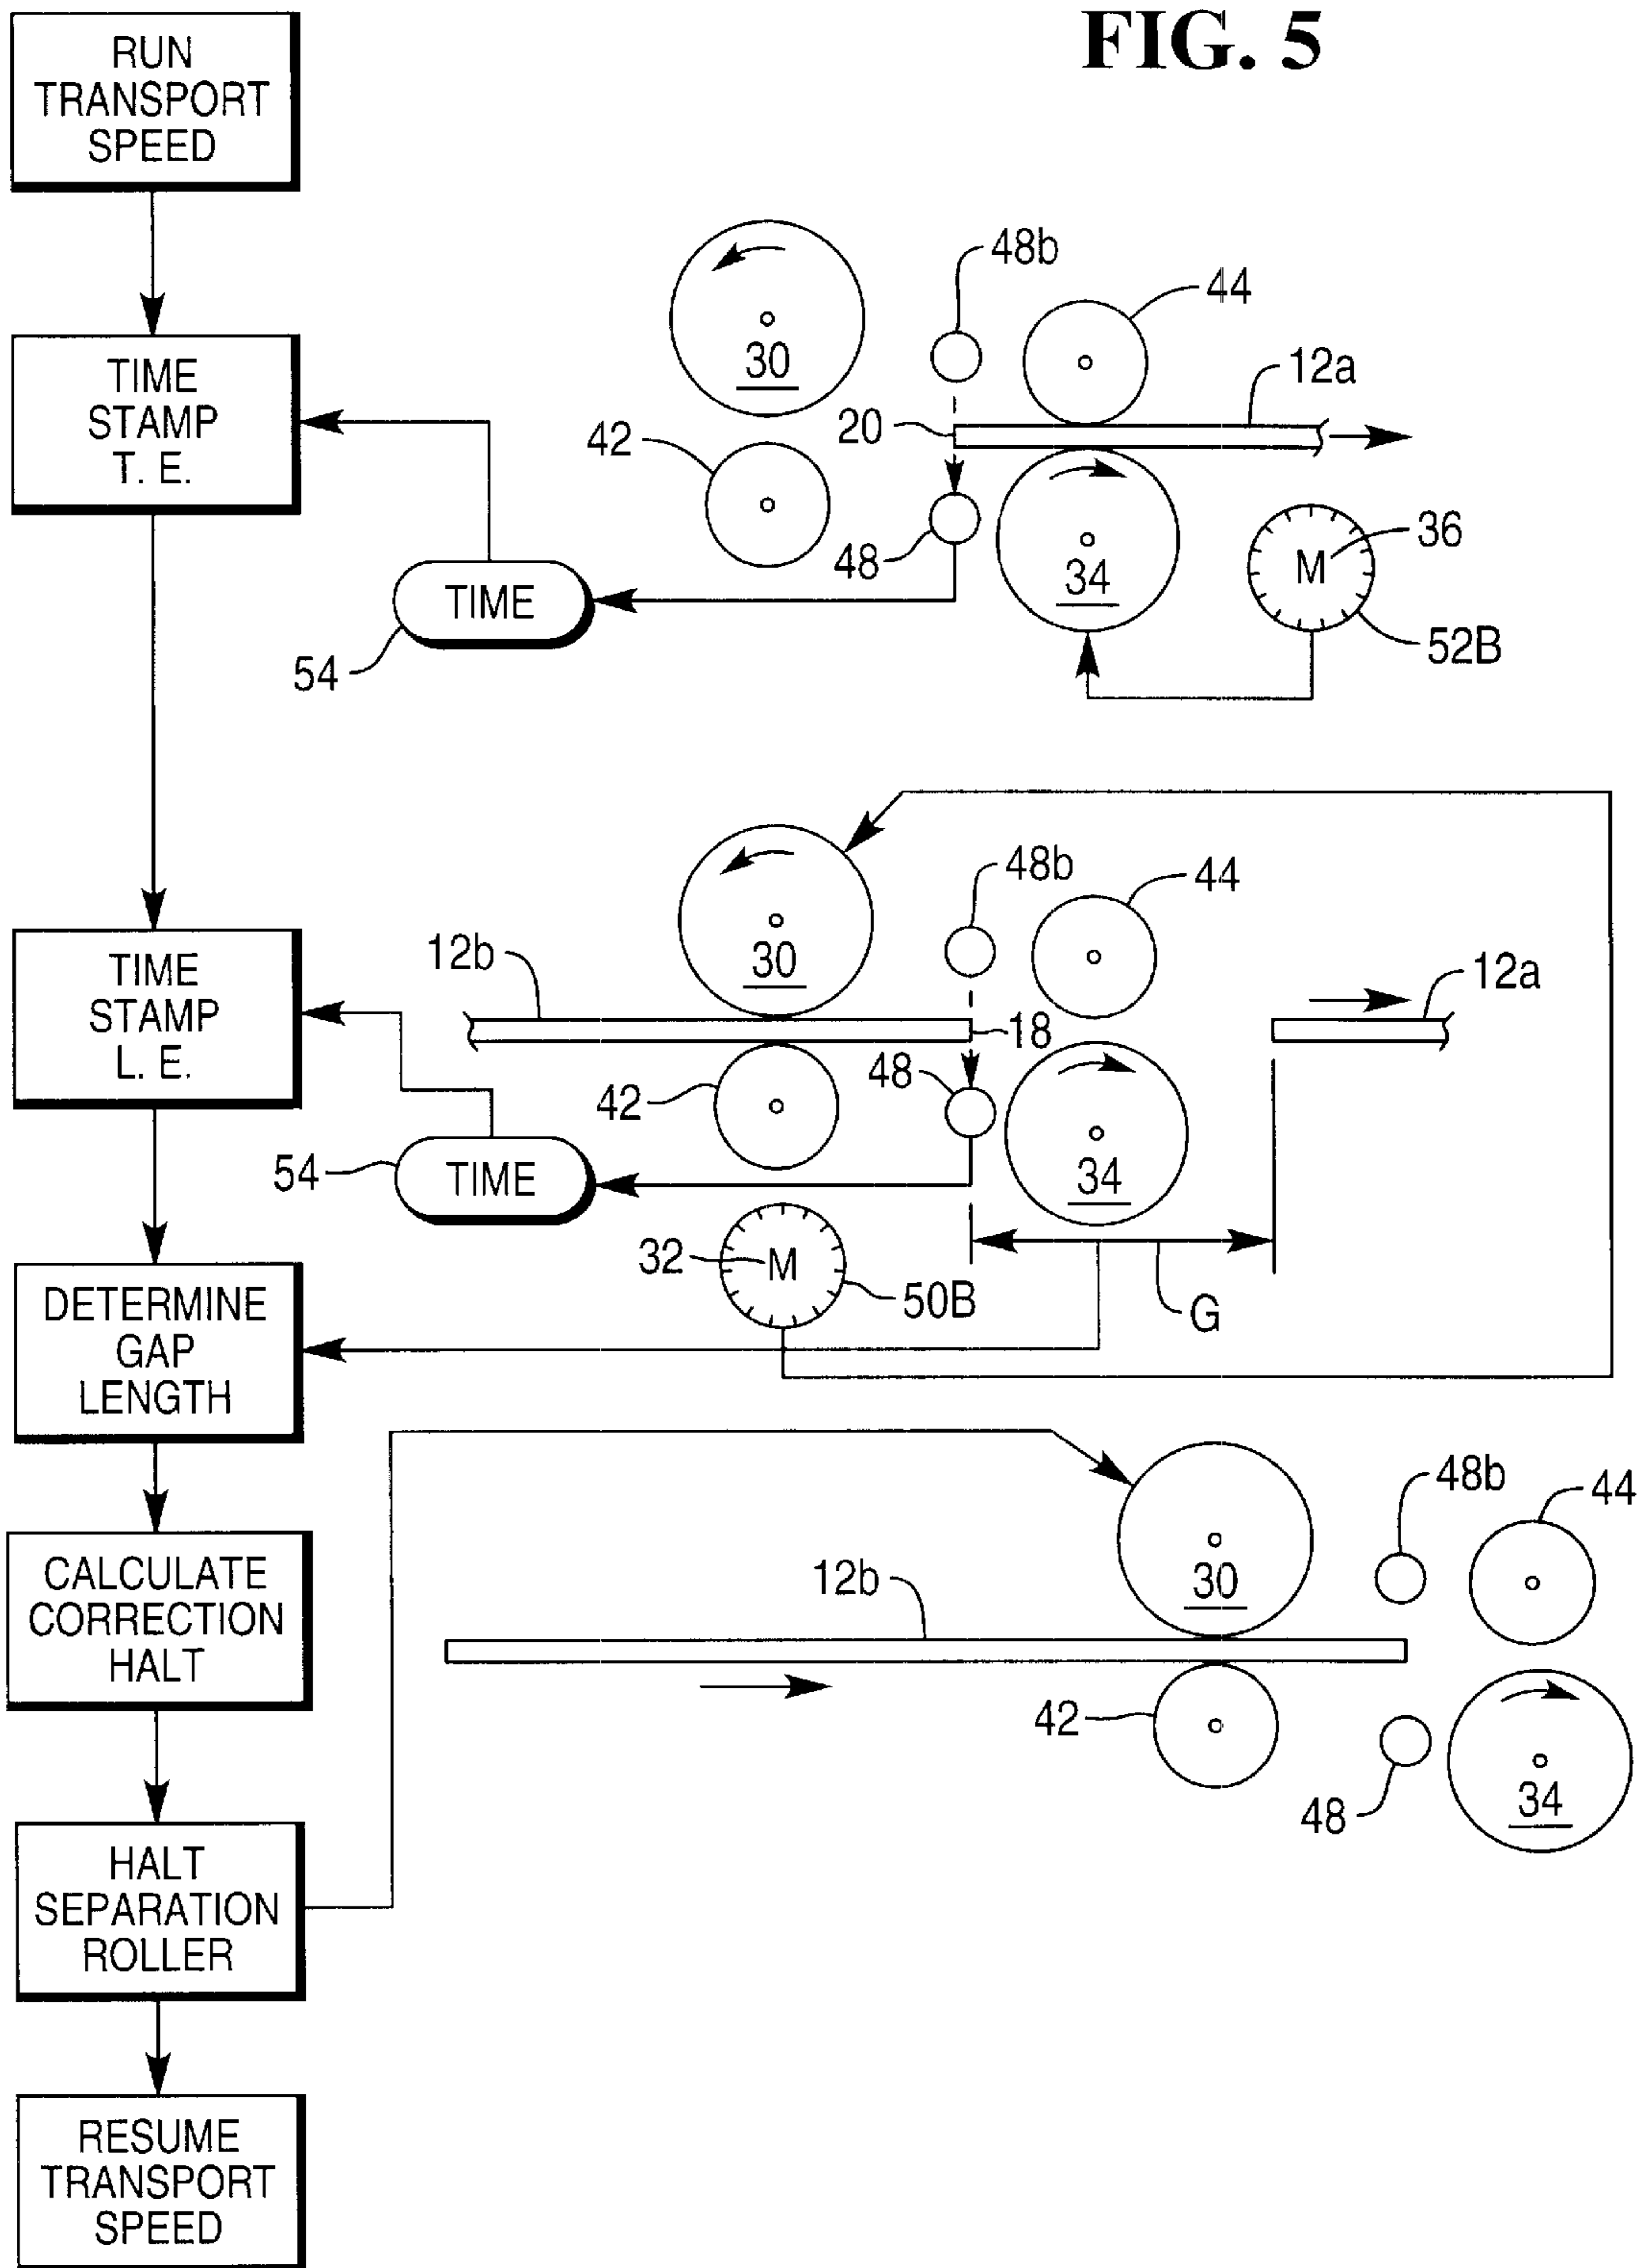 FIG. 5
RUN
TRANSPORT
SPEED
48b
44
30
12a
TIME
STAMP
T. E.
20
42
48
36
M
34
TIME
52B
54
48b
44
30
12b
12a
TIME
STAMP
L. E.
18
48
42
54
TIME
34
32
M
50B
G
DETERMINE
GAP
LENGTH
48b
44
CALCULATE
CORRECTION
HALT
12b
30
42
48
34
HALT
SEPARATION
ROLLER
RESUME
TRANSPORT
SPEED